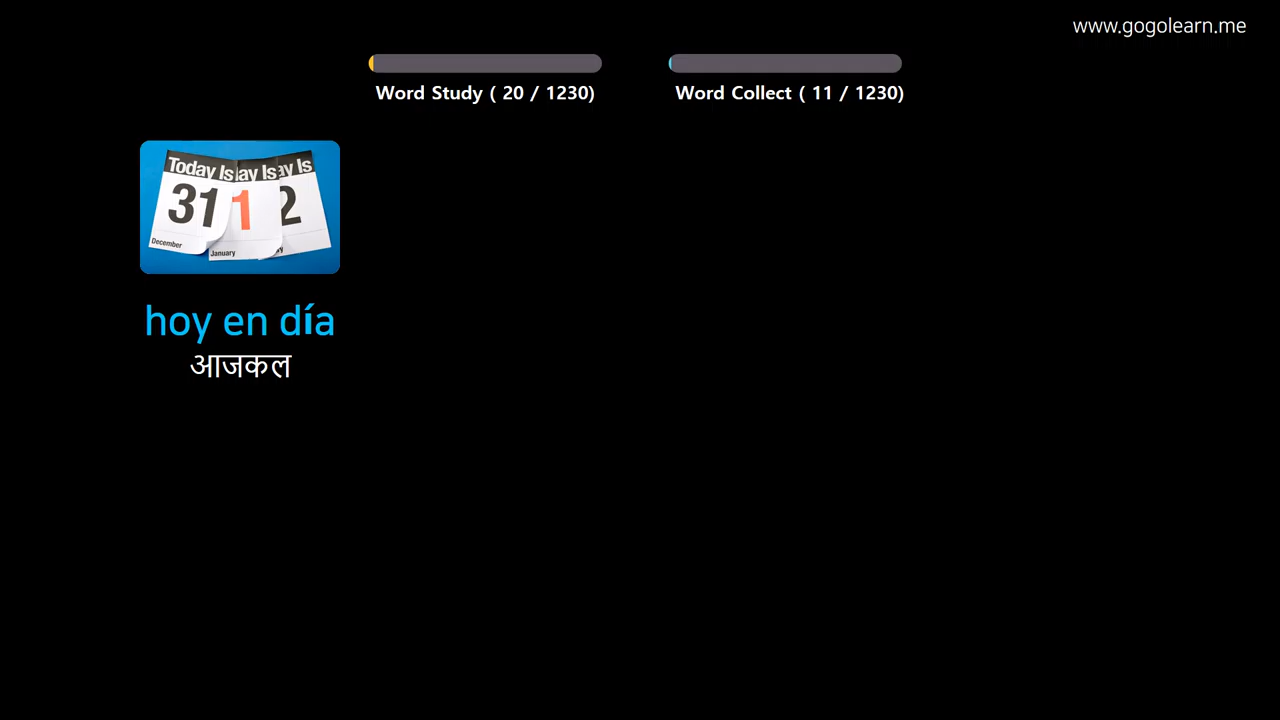 www.gogolearn.me
Word Study ( 20 / 1230)
Word Collect ( 11 / 1230)
Today Is ay Is ay Is
31 1 2
December
January
hoy en día
आजकल